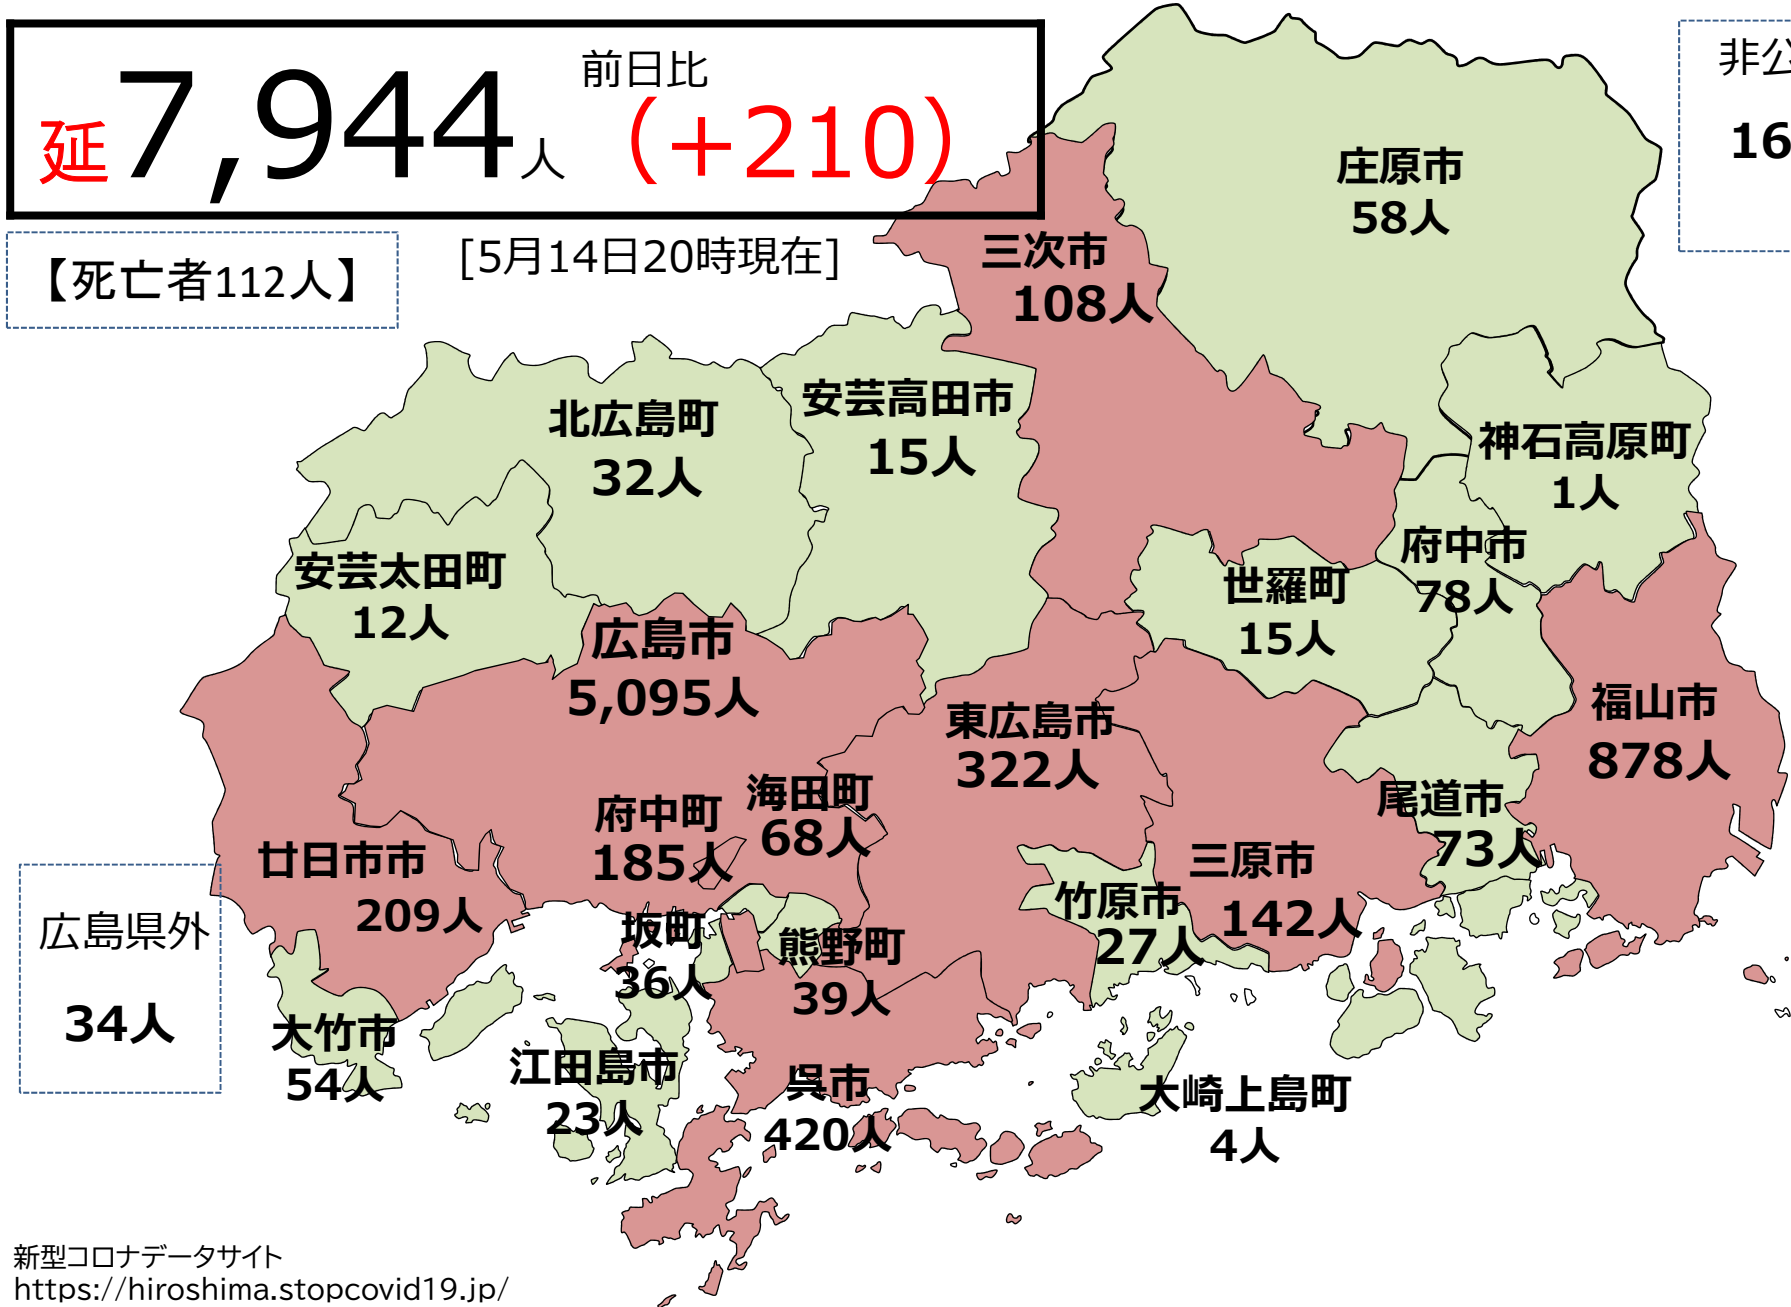 前日比
延7,944人 (+210)
【死亡者112人】
[5月14日20時現在]
非公
16
庄原市
58人
三次市
108人
北広島町
32人
安芸高田市
15人
神石高原町
1人
安芸太田町
12人
府中市
78人
世羅町
15人
広島市
5,095人
東広島市
322人
福山市
878人
府中町
185人
海田町
68人
尾道市
73人
廿日市市
209人
三原市
142人
竹原市
27人
坂町
36人
熊野町
39人
広島県外
34人
大竹市
54人
江田島市
23人
呉市
420人
大崎上島町
4人
新型コロナデータサイト
https://hiroshima.stopcovid19.jp/